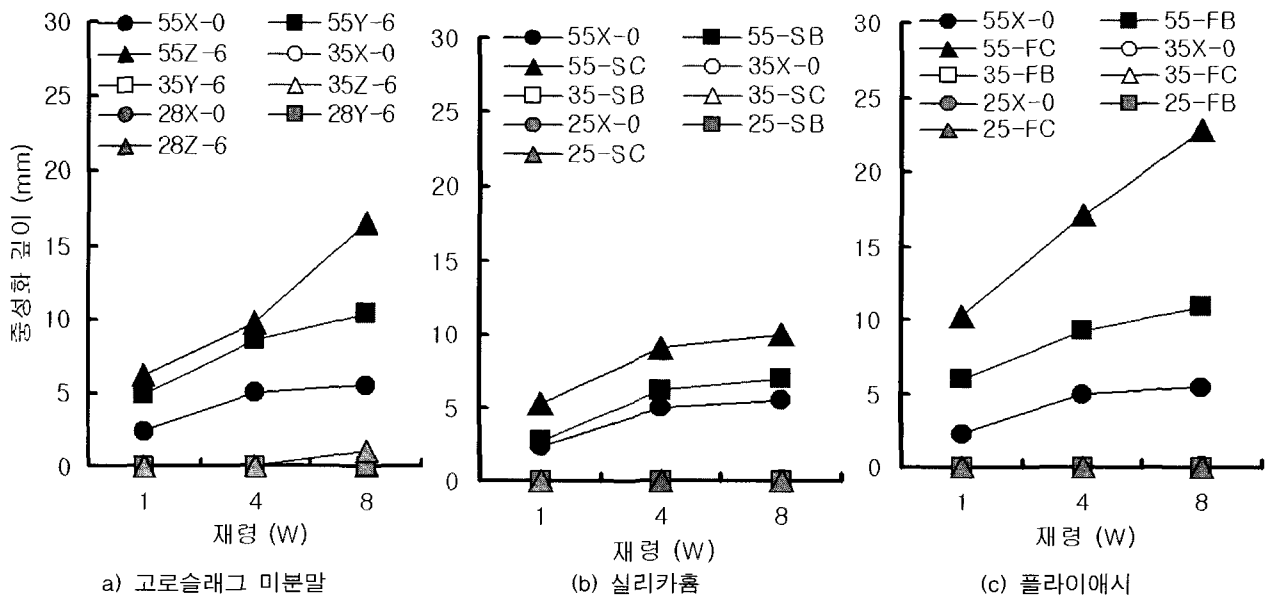 30
25
20
15
10
5
0
중성화 깊이 (mm)
55X-0
55Y-6
55Z-6
35X-0
35Y-6
35Z-6
28X-0
28Y-6
28Z-6
1
4
8
재령 (W)
a) 고로슬래그 미분말
30
25
20
15
10
5
0
55X-0
55-SB
55-SC
35X-0
35-SB
35-SC
25X-0
25-SB
25-SC
1
4
8
재령 (W)
(b) 실리카흄
30
25
20
15
10
5
0
55X-0
55-FB
55-FC
35X-0
35-FB
35-FC
25X-0
25-FB
25-FC
1
4
8
재령 (W)
(c) 플라이애시